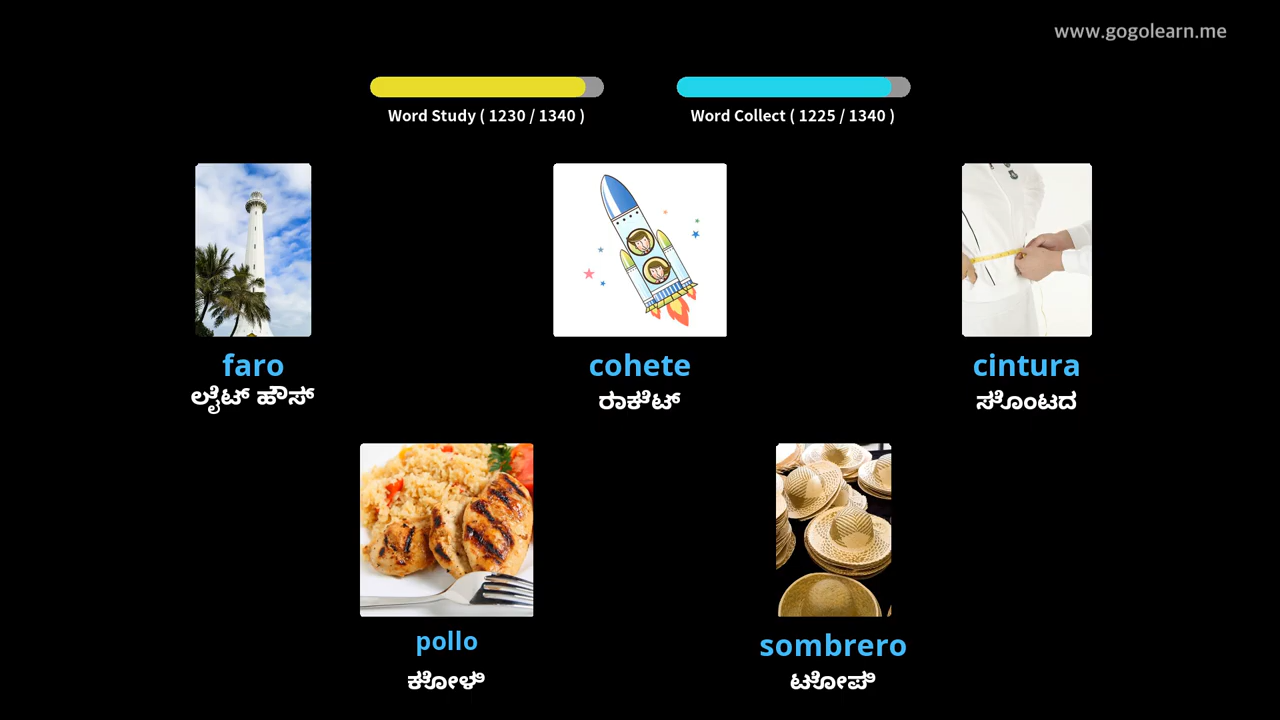 www.gogolearn.me
Word Study ( 1230 / 1340 )
Word Collect ( 1225 / 1340 )
faro
ಲೈಟ್ ಹೌಸ್
cohete
ರಾಕೆಟ್
cintura
ಸೊಂಟದ
pollo
ಕೋಳಿ
sombrero
ಟೋಪಿ